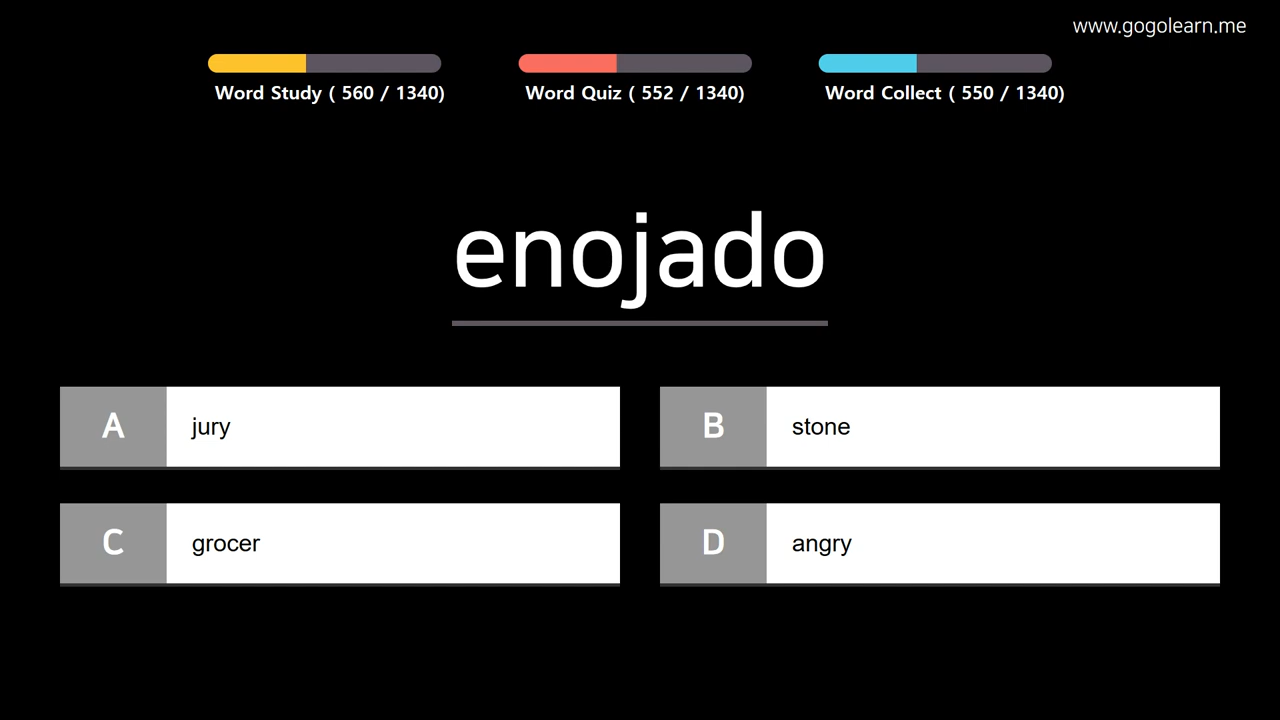 www.gogolearn.me
Word Study ( 560 / 1340)
Word Quiz ( 552 / 1340)
Word Collect ( 550 / 1340)
enojado
A jury
B stone
C grocer
D angry